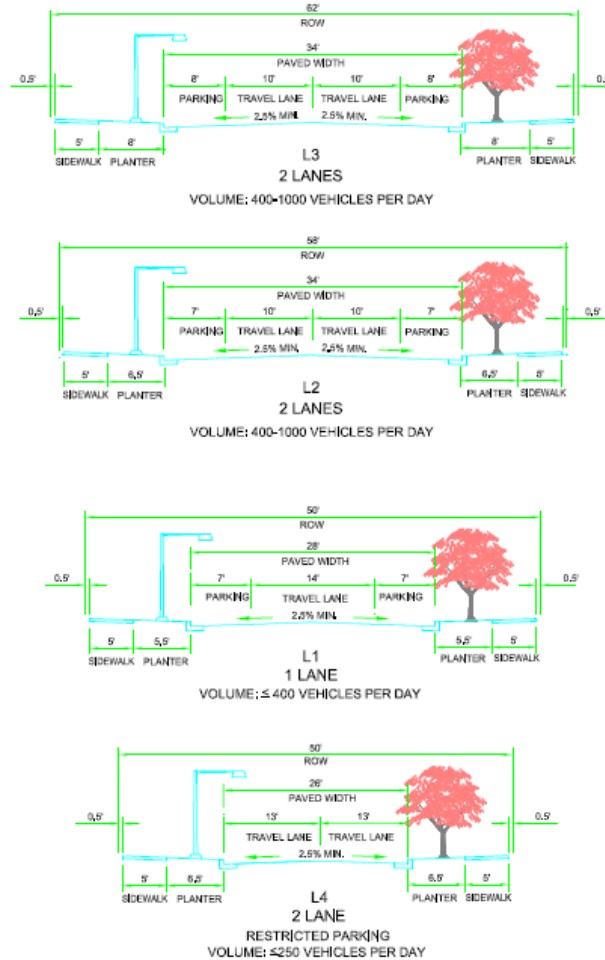 62'
ROW
34'
0.5' PAVED WIDTH 0.
8' 10' 10' 8'
PARKING TRAVEL LANE TRAVEL LANE PARKING
2.5% MIN. 2.5% MIN.
5' 8' 8' 5'
SIDEWALK PLANTER PLANTER SIDEWALK
L3
2 LANES
VOLUME: 400-1000 VEHICLES PER DAY
58'
ROW
34'
PAVED WIDTH
0.5' 7' 10' 10' 7' 0.5'
PARKING TRAVEL LANE TRAVEL LANE PARKING
2.5% MIN. 2.5% MIN.
5' 6.5' 6.5' 5'
SIDEWALK PLANTER PLANTER SIDEWALK
L2
2 LANES
VOLUME: 400-1000 VEHICLES PER DAY
50'
ROW
28'
PAVED WIDTH
0.5' 7' 14' 7' 0.5'
PARKING TRAVEL LANE PARKING
2.5% MIN.
5' 5.5' 5.5' 5'
SIDEWALK PLANTER PLANTER SIDEWALK
L1
1 LANE
VOLUME: ≤ 400 VEHICLES PER DAY
50'
ROW
26'
PAVED WIDTH
0.5' 13' 13' 0.5'
TRAVEL LANE TRAVEL LANE
2.5% MIN.
5' 6.5' 6.5' 5'
SIDEWALK PLANTER PLANTER SIDEWALK
L4
2 LANE
RESTRICTED PARKING
VOLUME: ≤250 VEHICLES PER DAY